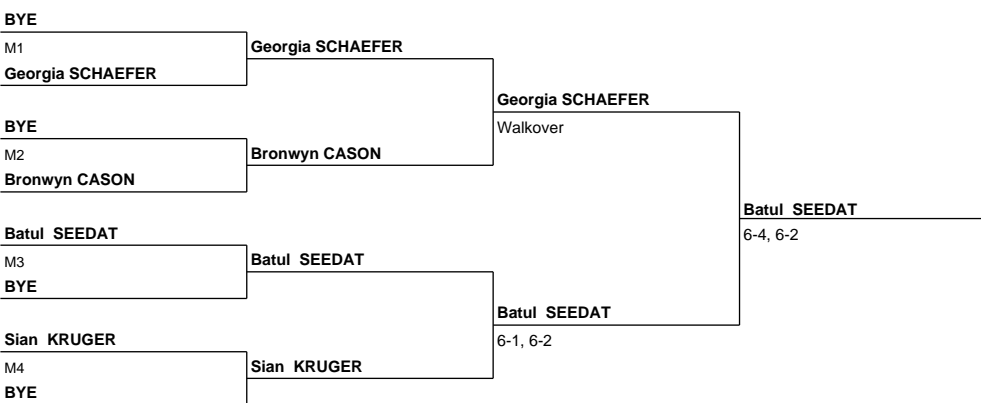 BYE
M1
Georgia SCHAEFER
Georgia SCHAEFER
BYE
M2
Bronwyn CASON
Bronwyn CASON
Georgia SCHAEFER
Walkover
Batul SEEDAT
M3
BYE
Batul SEEDAT
Sian KRUGER
M4
BYE
Sian KRUGER
Batul SEEDAT
6-1, 6-2
Batul SEEDAT
6-4, 6-2